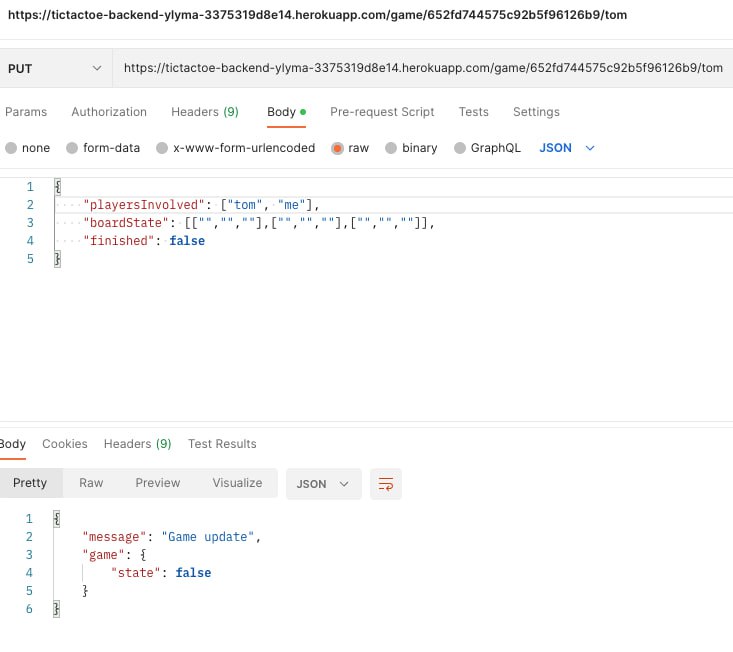 https://tictactoe-backend-ylyma-3375319d8e14.herokuapp.com/game/652fd744575c92b5f96126b9/tom
PUT https://tictactoe-backend-ylyma-3375319d8e14.herokuapp.com/game/652fd744575c92b5f96126b9/tom
Params Authorization Headers (9) Body Pre-request Script Tests Settings
none form-data x-www-form-urlencoded raw binary GraphQL JSON
1 {
2 "playersInvolved": ["tom", "me"],
3 "boardState": [["","",""],["","",""],["","",""]],
4 "finished": false
5 }
Body Cookies Headers (9) Test Results
Pretty Raw Preview Visualize JSON
1 {
2 "message": "Game update",
3 "game": {
4 "state": false
5 }
6 }